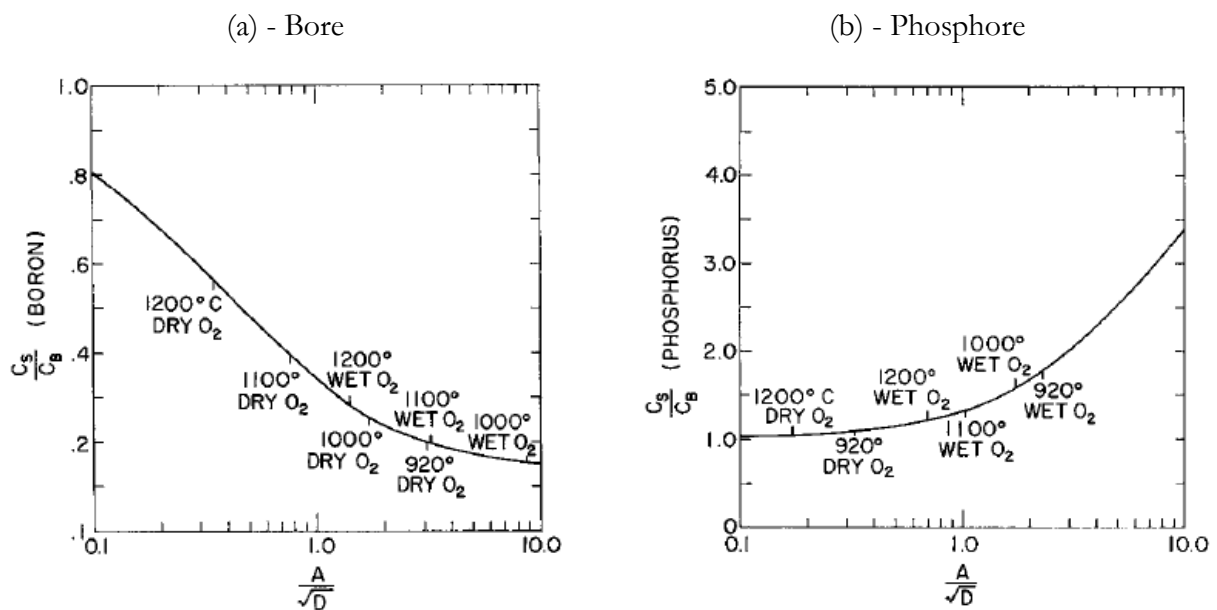 (a) - Bore
1.0
.8
.6
.4
.2
.1
C_S/C_B (BORON)
1200° C
DRY O₂
1100°
DRY O₂
1200°
WET O₂
1000°
DRY O₂
1100°
WET O₂
920°
DRY O₂
1000°
WET O₂
0.1
1.0
10.0
A/√D
(b) - Phosphore
5.0
4.0
3.0
2.0
1.0
0
C_S/C_B (PHOSPHORUS)
1200° C
DRY O₂
920°
DRY O₂
1200°
WET O₂
1100°
WET O₂
1000°
WET O₂
920°
WET O₂
0.1
1.0
10.0
A/√D